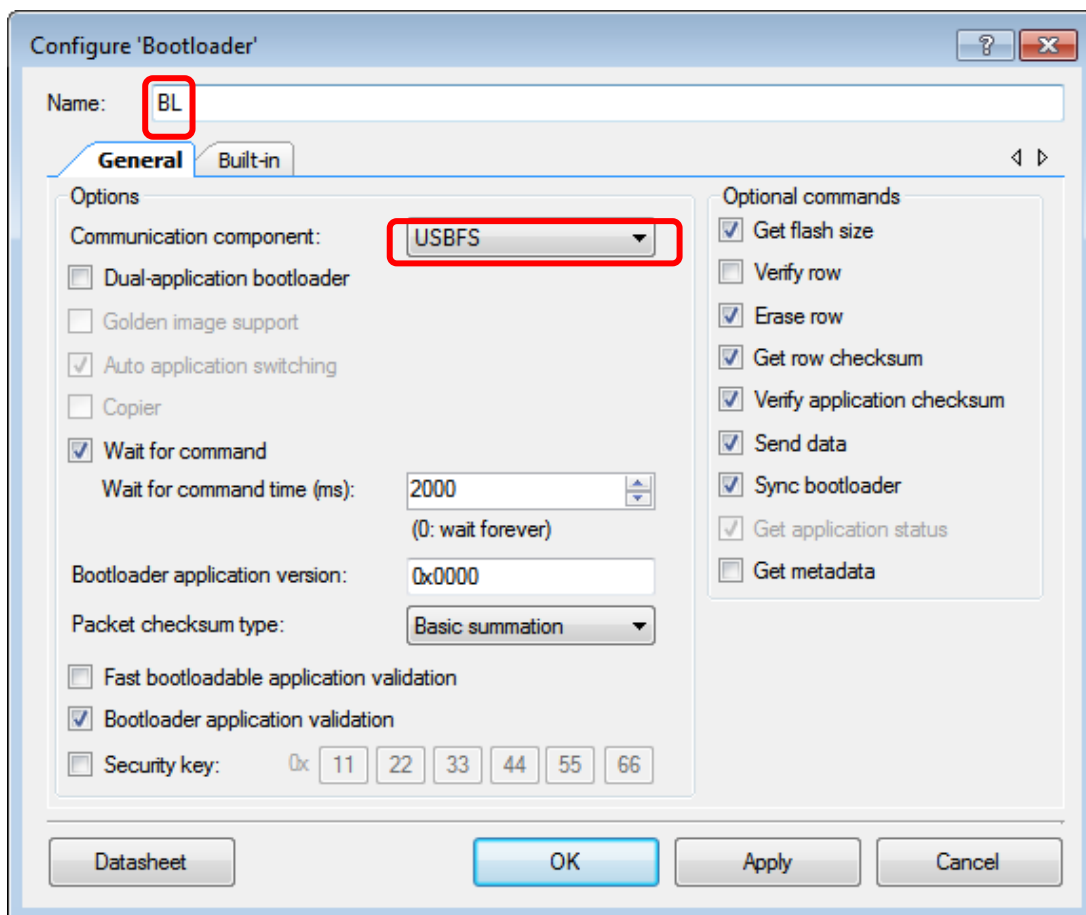 Configure 'Bootloader'
Name: BL
General Built-in
Options
Communication component: USBFS
Dual-application bootloader
Golden image support
Auto application switching
Copier
Wait for command
Wait for command time (ms): 2000
(0: wait forever)
Bootloader application version: 0x0000
Packet checksum type: Basic summation
Fast bootloadable application validation
Bootloader application validation
Security key: 0x 11 22 33 44 55 66
Optional commands
Get flash size
Verify row
Erase row
Get row checksum
Verify application checksum
Send data
Sync bootloader
Get application status
Get metadata
Datasheet OK Apply Cancel